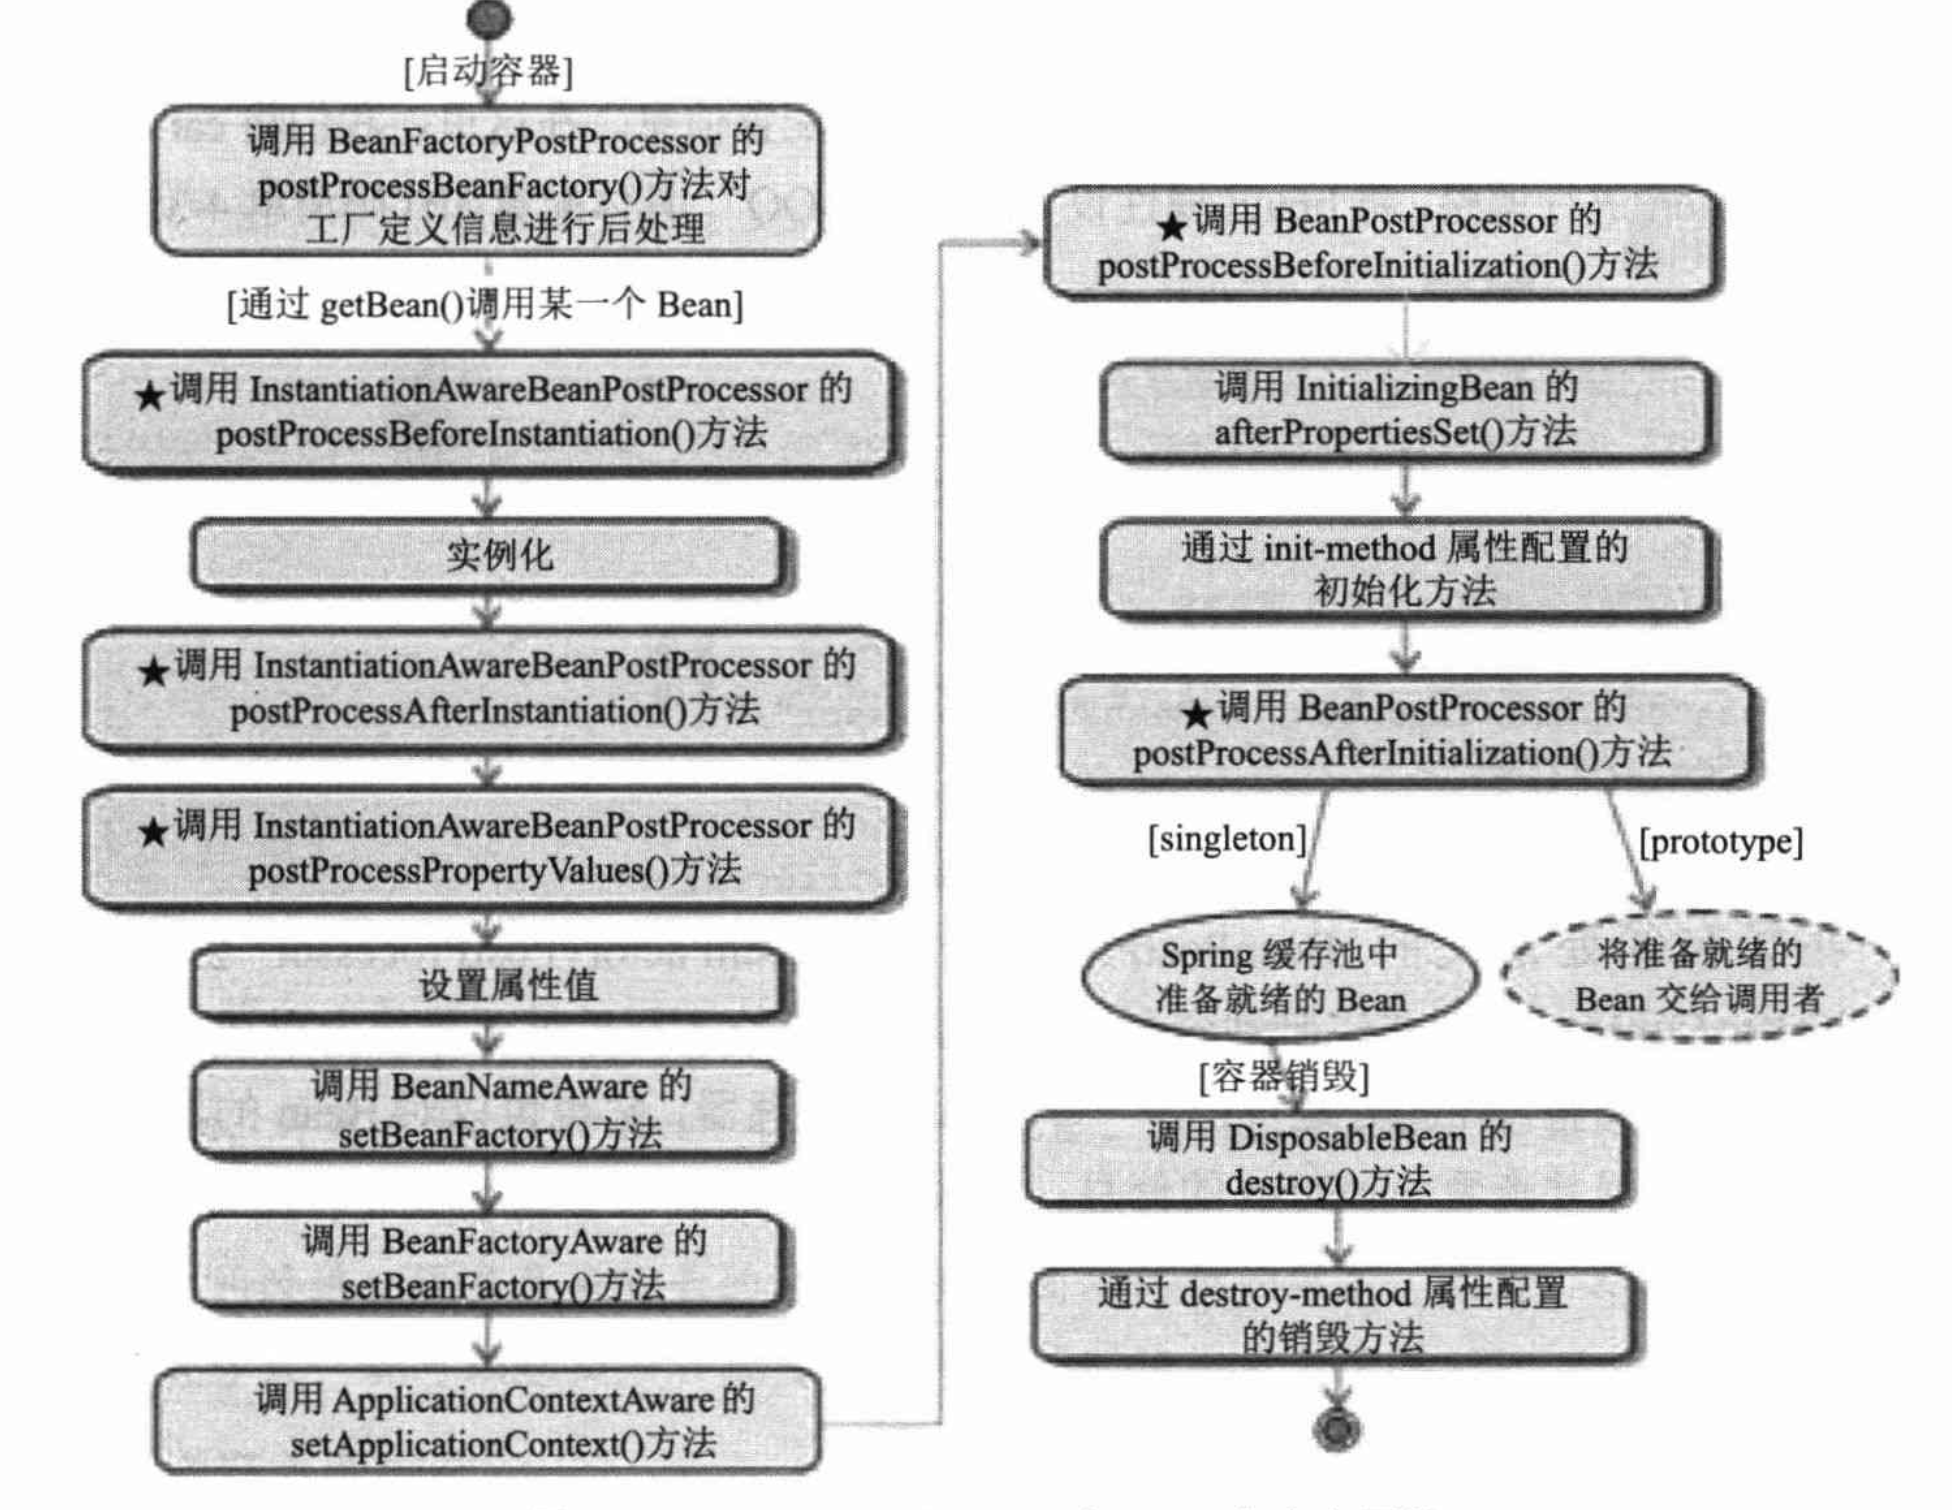 [启动容器]
调用 BeanFactoryPostProcessor 的
postProcessBeanFactory()方法对
工厂定义信息进行后处理
[通过 getBean()调用某一个 Bean]
★调用 InstantiationAwareBeanPostProcessor 的
postProcessBeforeInstantiation()方法
实例化
★调用 InstantiationAwareBeanPostProcessor 的
postProcessAfterInstantiation()方法
★调用 InstantiationAwareBeanPostProcessor 的
postProcessPropertyValues()方法
设置属性值
调用 BeanNameAware 的
setBeanFactory()方法
调用 BeanFactoryAware 的
setBeanFactory()方法
调用 ApplicationContextAware 的
setApplicationContext()方法
★调用 BeanPostProcessor 的
postProcessBeforeInitialization()方法
调用 InitializingBean 的
afterPropertiesSet()方法
通过 init-method 属性配置的
初始化方法
★调用 BeanPostProcessor 的
postProcessAfterInitialization()方法
[singleton]
[prototype]
Spring 缓存池中
准备就绪的 Bean
将准备就绪的
Bean 交给调用者
[容器销毁]
调用 DisposableBean 的
destroy()方法
通过 destroy-method 属性配置
的销毁方法